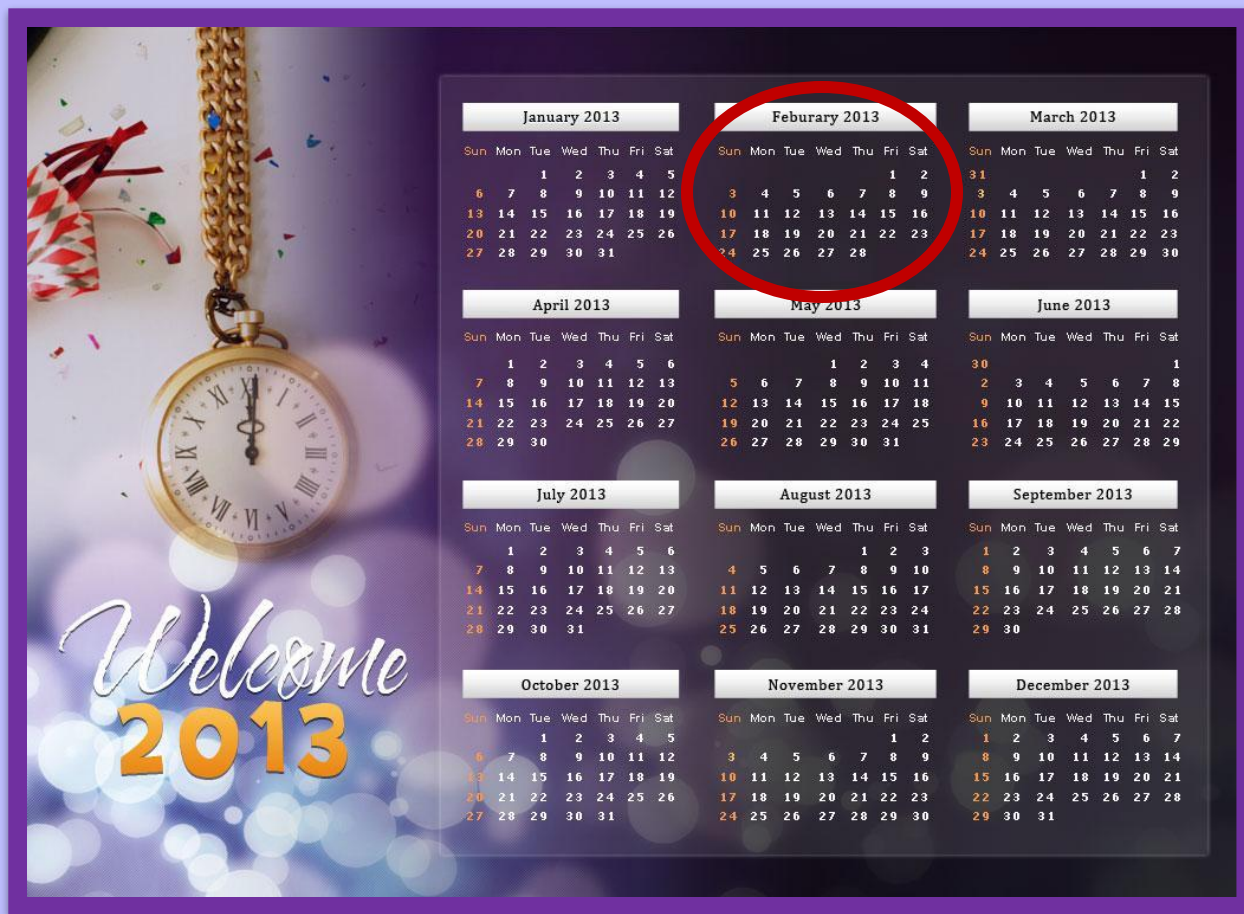 Welcome
2013
January 2013
Sun Mon Tue Wed Thu Fri Sat
1 2 3 4 5
6 7 8 9 10 11 12
13 14 15 16 17 18 19
20 21 22 23 24 25 26
27 28 29 30 31
Feburary 2013
Sun Mon Tue Wed Thu Fri Sat
1 2
3 4 5 6 7 8 9
10 11 12 13 14 15 16
17 18 19 20 21 22 23
24 25 26 27 28
March 2013
Sun Mon Tue Wed Thu Fri Sat
31 1 2
3 4 5 6 7 8 9
10 11 12 13 14 15 16
17 18 19 20 21 22 23
24 25 26 27 28 29 30
April 2013
Sun Mon Tue Wed Thu Fri Sat
1 2 3 4 5 6
7 8 9 10 11 12 13
14 15 16 17 18 19 20
21 22 23 24 25 26 27
28 29 30
May 2013
Sun Mon Tue Wed Thu Fri Sat
1 2 3 4
5 6 7 8 9 10 11
12 13 14 15 16 17 18
19 20 21 22 23 24 25
26 27 28 29 30 31
June 2013
Sun Mon Tue Wed Thu Fri Sat
30 1
2 3 4 5 6 7 8
9 10 11 12 13 14 15
16 17 18 19 20 21 22
23 24 25 26 27 28 29
July 2013
Sun Mon Tue Wed Thu Fri Sat
1 2 3 4 5 6
7 8 9 10 11 12 13
14 15 16 17 18 19 20
21 22 23 24 25 26 27
28 29 30 31
August 2013
Sun Mon Tue Wed Thu Fri Sat
1 2 3
4 5 6 7 8 9 10
11 12 13 14 15 16 17
18 19 20 21 22 23 24
25 26 27 28 29 30 31
September 2013
Sun Mon Tue Wed Thu Fri Sat
1 2 3 4 5 6 7
8 9 10 11 12 13 14
15 16 17 18 19 20 21
22 23 24 25 26 27 28
29 30
October 2013
Sun Mon Tue Wed Thu Fri Sat
1 2 3 4 5
6 7 8 9 10 11 12
13 14 15 16 17 18 19
20 21 22 23 24 25 26
27 28 29 30 31
November 2013
Sun Mon Tue Wed Thu Fri Sat
1 2
3 4 5 6 7 8 9
10 11 12 13 14 15 16
17 18 19 20 21 22 23
24 25 26 27 28 29 30
December 2013
Sun Mon Tue Wed Thu Fri Sat
1 2 3 4 5 6 7
8 9 10 11 12 13 14
15 16 17 18 19 20 21
22 23 24 25 26 27 28
29 30 31